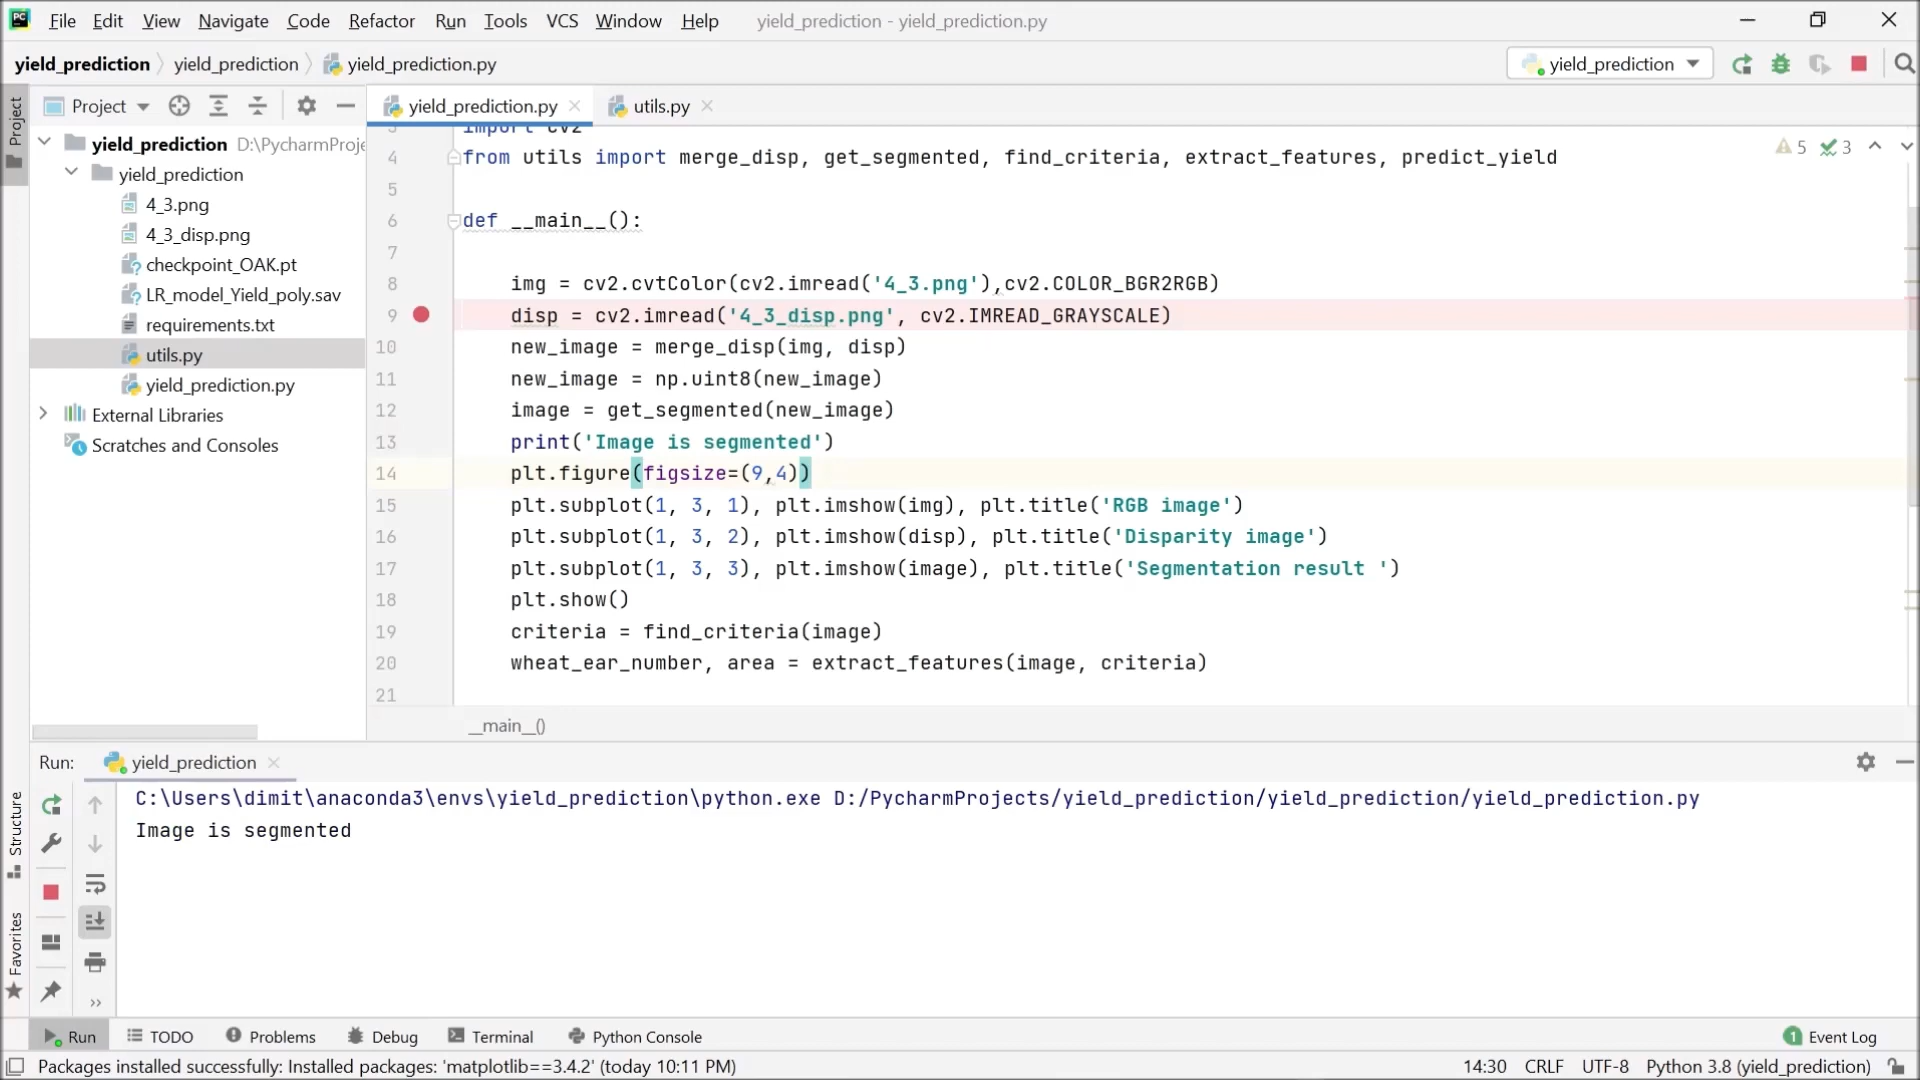 PC File Edit View Navigate Code Refactor Run Tools VCS Window Help yield_prediction - yield_prediction.py
yield_prediction yield_prediction yield_prediction.py yield_prediction
Project yield_prediction.py utils.py
Project
yield_prediction D:\PycharmProje
yield_prediction
4_3.png
4_3_disp.png
checkpoint_OAK.pt
LR_model_Yield_poly.sav
requirements.txt
utils.py
yield_prediction.py
External Libraries
Scratches and Consoles
5 3
3 import cv2
4 from utils import merge_disp, get_segmented, find_criteria, extract_features, predict_yield
5
6 def __main__():
7
8 img = cv2.cvtColor(cv2.imread('4_3.png'),cv2.COLOR_BGR2RGB)
9 disp = cv2.imread('4_3_disp.png', cv2.IMREAD_GRAYSCALE)
10 new_image = merge_disp(img, disp)
11 new_image = np.uint8(new_image)
12 image = get_segmented(new_image)
13 print('Image is segmented')
14 plt.figure(figsize=(9,4))
15 plt.subplot(1, 3, 1), plt.imshow(img), plt.title('RGB image')
16 plt.subplot(1, 3, 2), plt.imshow(disp), plt.title('Disparity image')
17 plt.subplot(1, 3, 3), plt.imshow(image), plt.title('Segmentation result ')
18 plt.show()
19 criteria = find_criteria(image)
20 wheat_ear_number, area = extract_features(image, criteria)
21
__main__()
Run: yield_prediction
C:\Users\dimit\anaconda3\envs\yield_prediction\python.exe D:/PycharmProjects/yield_prediction/yield_prediction/yield_prediction.py
Image is segmented
Structure
Favorites
Run TODO Problems Debug Terminal Python Console 1 Event Log
Packages installed successfully: Installed packages: 'matplotlib==3.4.2' (today 10:11 PM) 14:30 CRLF UTF-8 Python 3.8 (yield_prediction)